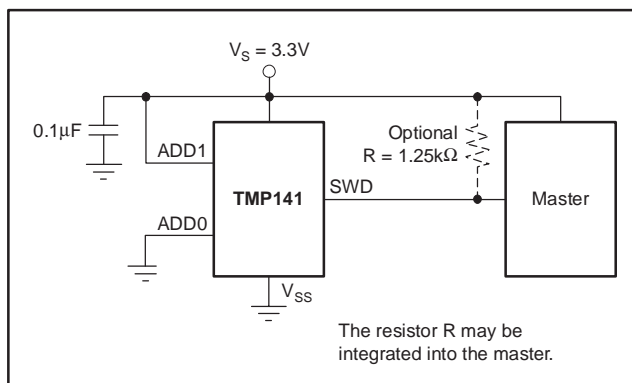 V_S = 3.3V
0.1µF
Optional
R = 1.25kΩ
ADD1
TMP141
SWD
Master
ADD0
V_SS
The resistor R may be
integrated into the master.